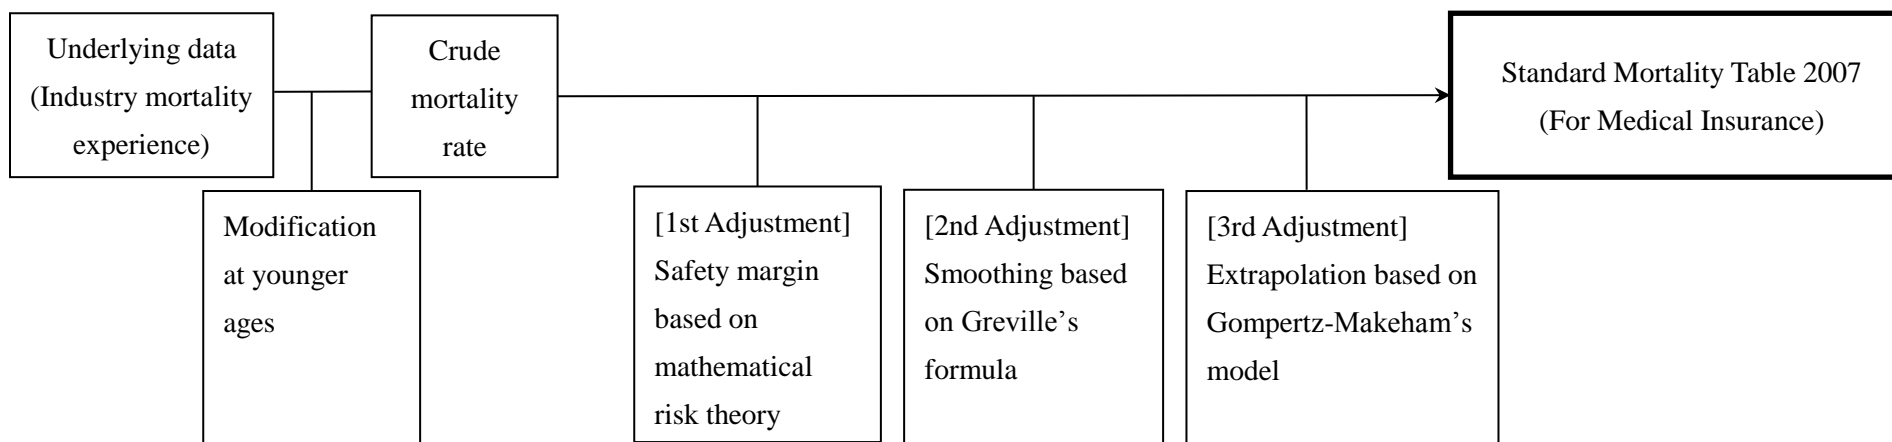 Underlying data
(Industry mortality
experience)
Crude
mortality
rate
Standard Mortality Table 2007
(For Medical Insurance)
Modification
at younger
ages
[1st Adjustment]
Safety margin
based on
mathematical
risk theory
[2nd Adjustment]
Smoothing based
on Greville’s
formula
[3rd Adjustment]
Extrapolation based on
Gompertz-Makeham’s
model